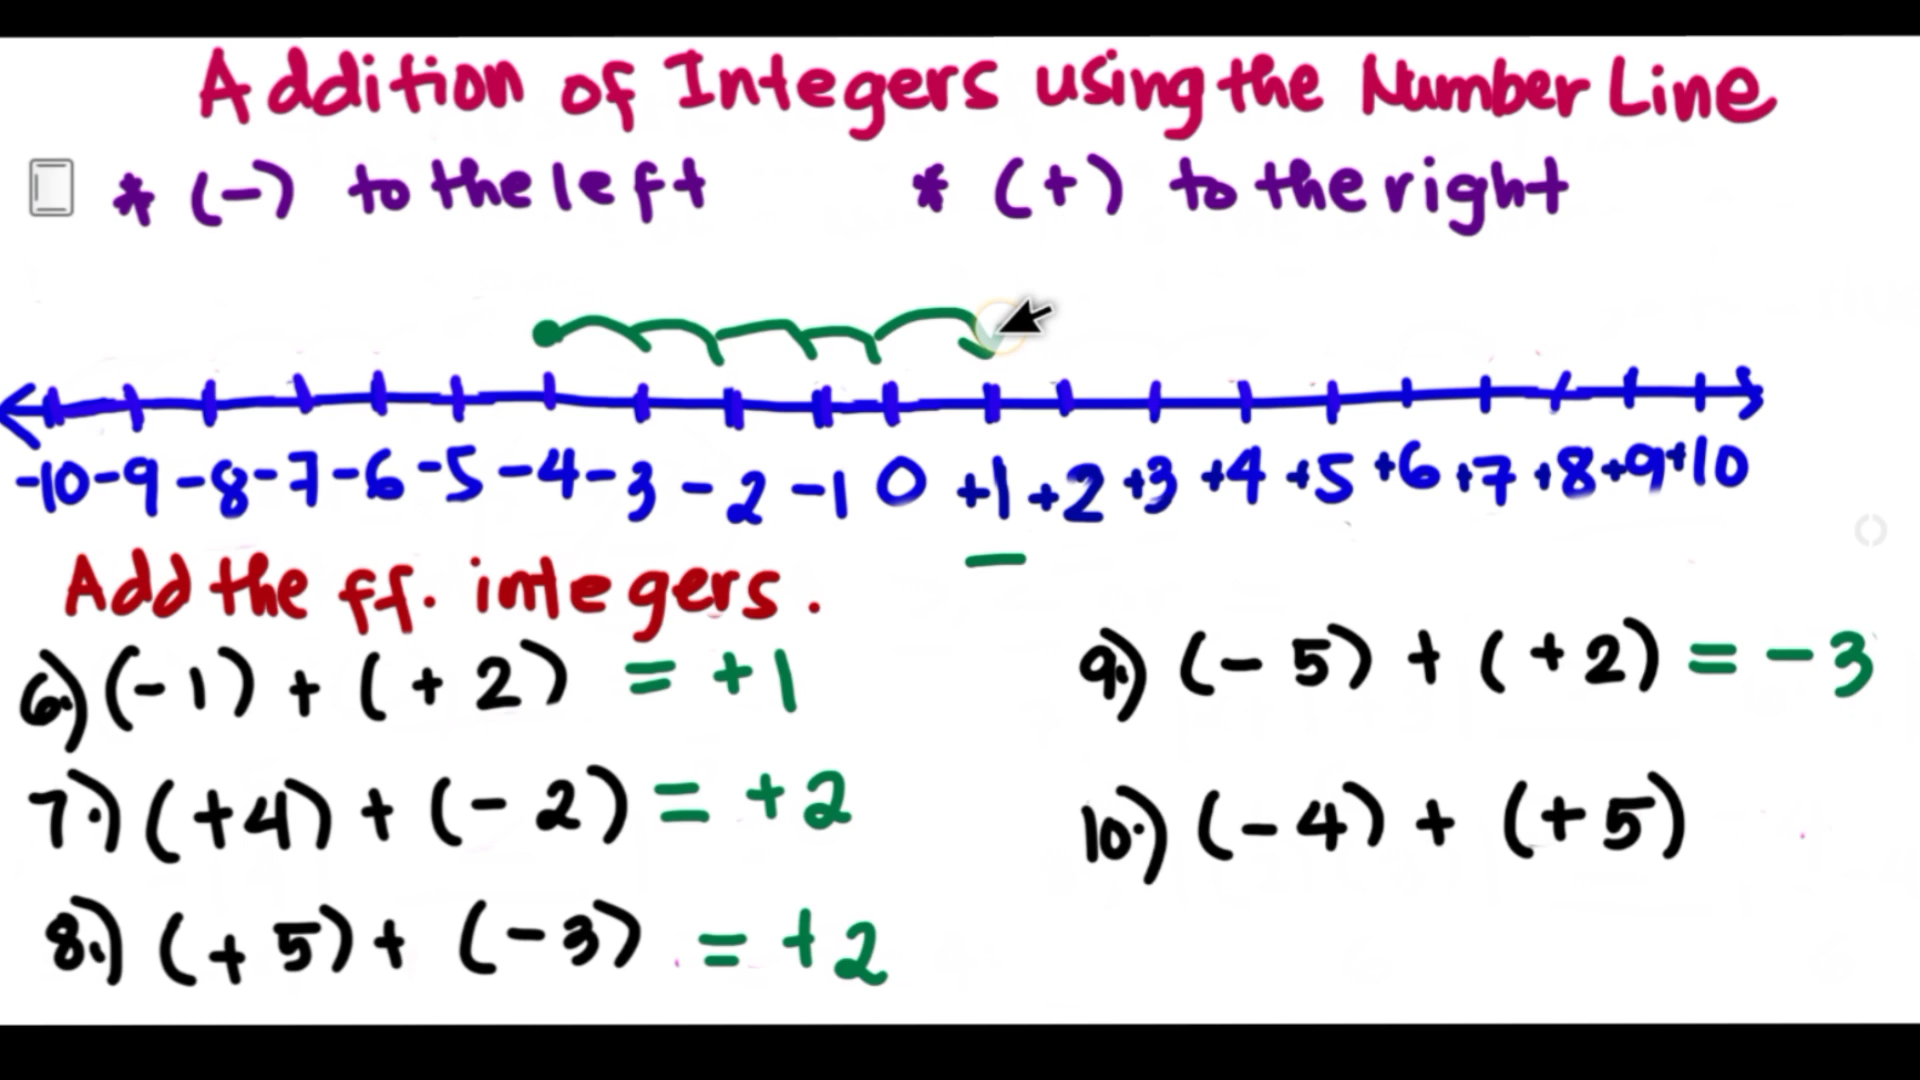 Addition of Integers using the Number Line
* (-) to the left * (+) to the right
-10 -9 -8 -7 -6 -5 -4 -3 -2 -1 0 +1 +2 +3 +4 +5 +6 +7 +8 +9 +10
Add the ff. integers.
6.) (-1) + (+2) = +1
7.) (+4) + (-2) = +2
8.) (+5) + (-3) = +2
9.) (-5) + (+2) = -3
10.) (-4) + (+5)